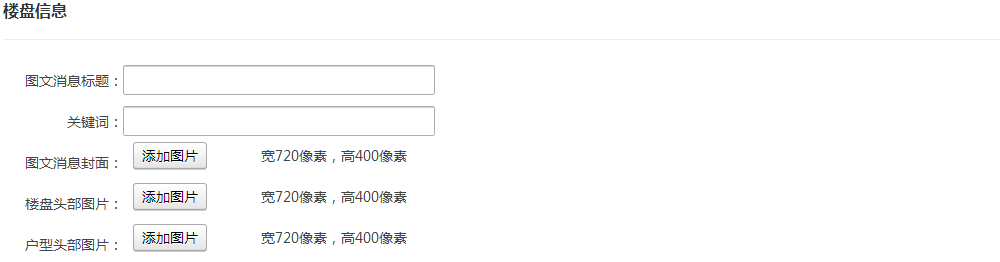 楼盘信息
图文消息标题：
关键词：
图文消息封面： 添加图片 宽720像素，高400像素
楼盘头部图片： 添加图片 宽720像素，高400像素
户型头部图片： 添加图片 宽720像素，高400像素